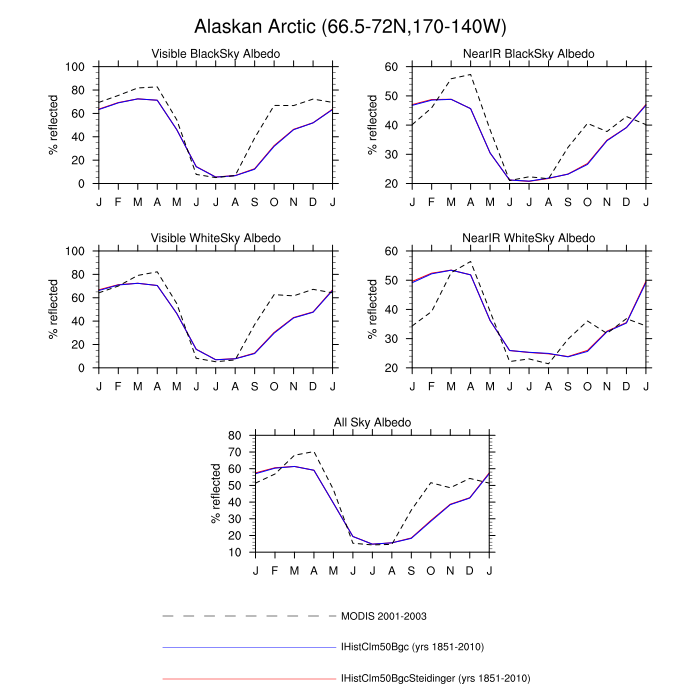 Alaskan Arctic (66.5-72N,170-140W)
Visible BlackSky Albedo
% reflected
100
80
60
40
20
0
J F M A M J J A S O N D J
NearIR BlackSky Albedo
% reflected
60
50
40
30
20
J F M A M J J A S O N D J
Visible WhiteSky Albedo
% reflected
100
80
60
40
20
0
J F M A M J J A S O N D J
NearIR WhiteSky Albedo
% reflected
60
50
40
30
20
J F M A M J J A S O N D J
All Sky Albedo
% reflected
80
70
60
50
40
30
20
10
J F M A M J J A S O N D J
MODIS 2001-2003
IHistClm50Bgc (yrs 1851-2010)
IHistClm50BgcSteidinger (yrs 1851-2010)